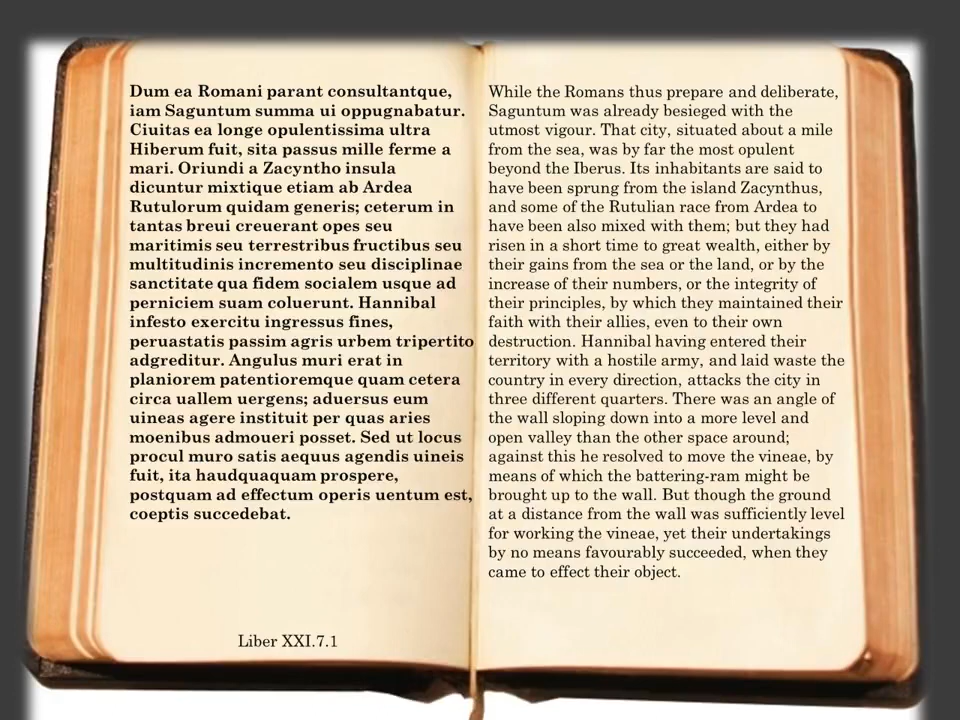 Dum ea Romani parant consultantque,
iam Saguntum summa ui oppugnabatur.
Ciuitas ea longe opulentissima ultra
Hiberum fuit, sita passus mille ferme a
mari. Oriundi a Zacyntho insula
dicuntur mixtique etiam ab Ardea
Rutulorum quidam generis; ceterum in
tantas breui creuerant opes seu
maritimis seu terrestribus fructibus seu
multitudinis incremento seu disciplinae
sanctitate qua fidem socialem usque ad
perniciem suam coluerunt. Hannibal
infesto exercitu ingressus fines,
peruastatis passim agris urbem tripertito
adgreditur. Angulus muri erat in
planiorem patentioremque quam cetera
circa uallem uergens; aduersus eum
uineas agere instituit per quas aries
moenibus admoueri posset. Sed ut locus
procul muro satis aequus agendis uineis
fuit, ita haudquaquam prospere,
postquam ad effectum operis uentum est,
coeptis succedebat.
Liber XXI.7.1
While the Romans thus prepare and deliberate,
Saguntum was already besieged with the
utmost vigour. That city, situated about a mile
from the sea, was by far the most opulent
beyond the Iberus. Its inhabitants are said to
have been sprung from the island Zacynthus,
and some of the Rutulian race from Ardea to
have been also mixed with them; but they had
risen in a short time to great wealth, either by
their gains from the sea or the land, or by the
increase of their numbers, or the integrity of
their principles, by which they maintained their
faith with their allies, even to their own
destruction. Hannibal having entered their
territory with a hostile army, and laid waste the
country in every direction, attacks the city in
three different quarters. There was an angle of
the wall sloping down into a more level and
open valley than the other space around;
against this he resolved to move the vineae, by
means of which the battering-ram might be
brought up to the wall. But though the ground
at a distance from the wall was sufficiently level
for working the vineae, yet their undertakings
by no means favourably succeeded, when they
came to effect their object.